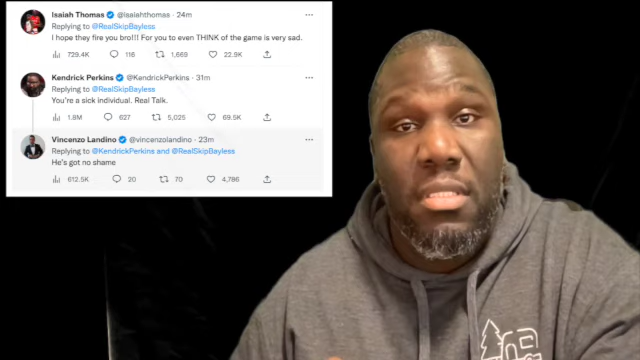 Isaiah Thomas @isaiahthomas · 24m
Replying to @RealSkipBayless
I hope they fire you bro!!! For you to even THINK of the game is very sad.
729.4K 116 1,669 22.9K
Kendrick Perkins @KendrickPerkins · 31m
Replying to @RealSkipBayless
You're a sick individual. Real Talk.
1.8M 627 5,025 69.5K
Vincenzo Landino @vincenzolandino · 23m
Replying to @KendrickPerkins and @RealSkipBayless
He's got no shame
612.5K 20 70 4,786